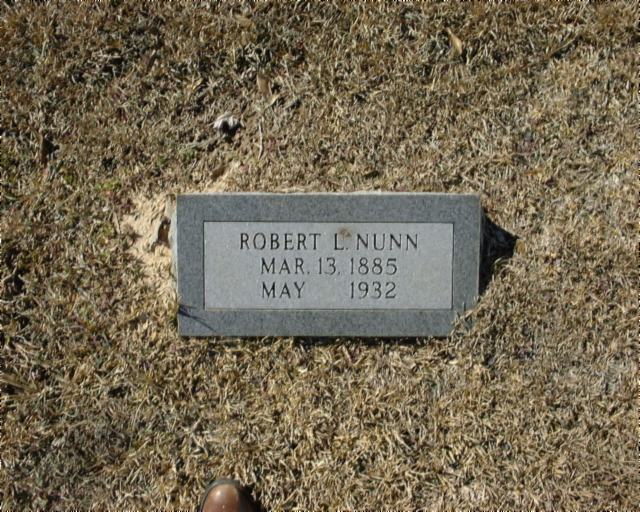 ROBERT L. NUNN
MAR. 13, 1885
MAY 1932